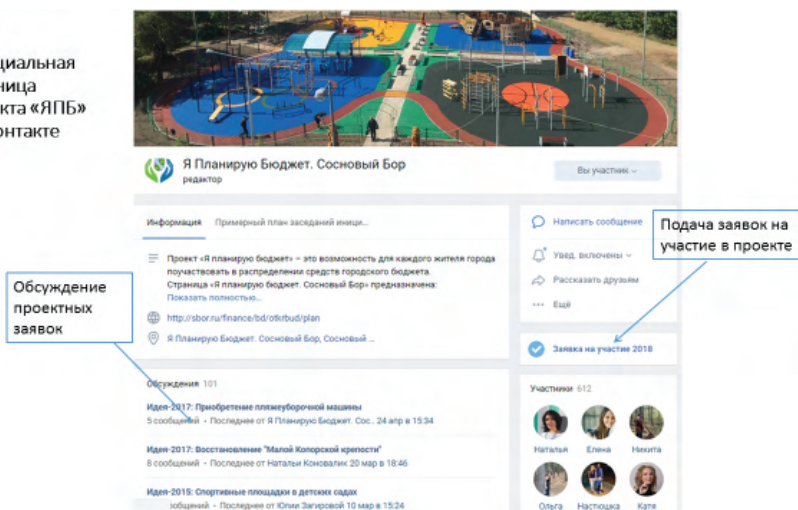 циальная
ница
кта «ЯПБ»
онтакте
Я Планирую Бюджет. Сосновый Бор
редактор
Вы участник
Информация Примерный план заседаний иници...
Проект «Я планирую бюджет» – это возможность для каждого жителя города
поучаствовать в распределении средств городского бюджета.
Страница «Я планирую бюджет. Сосновый Бор» предназначена:
Показать полностью...
http://sbor.ru/finance/bd/otkrbud/plan
Я Планирую Бюджет. Сосновый Бор, Сосновый ...
Написать сообщение
Увед. включены
Рассказать друзьям
Ещё
Заявка на участие 2018
Подача заявок на
участие в проекте
Обсуждение
проектных
заявок
Обсуждения 101
Идея-2017: Приобретение пляжеуборочной машины
5 сообщений • Последнее от Я Планирую Бюджет. Сос.. 24 апр в 15:34
Идея-2017: Восстановление "Малой Копорской крепости"
8 сообщений • Последнее от Натальи Коновалик 20 мар в 18:46
Идея-2015: Спортивные площадки в детских садах
сообщений • Последнее от Юлии Загировой 10 мар в 15:24
Участники 612
Наталья Елена Никита
Ольга Настюшка Катя